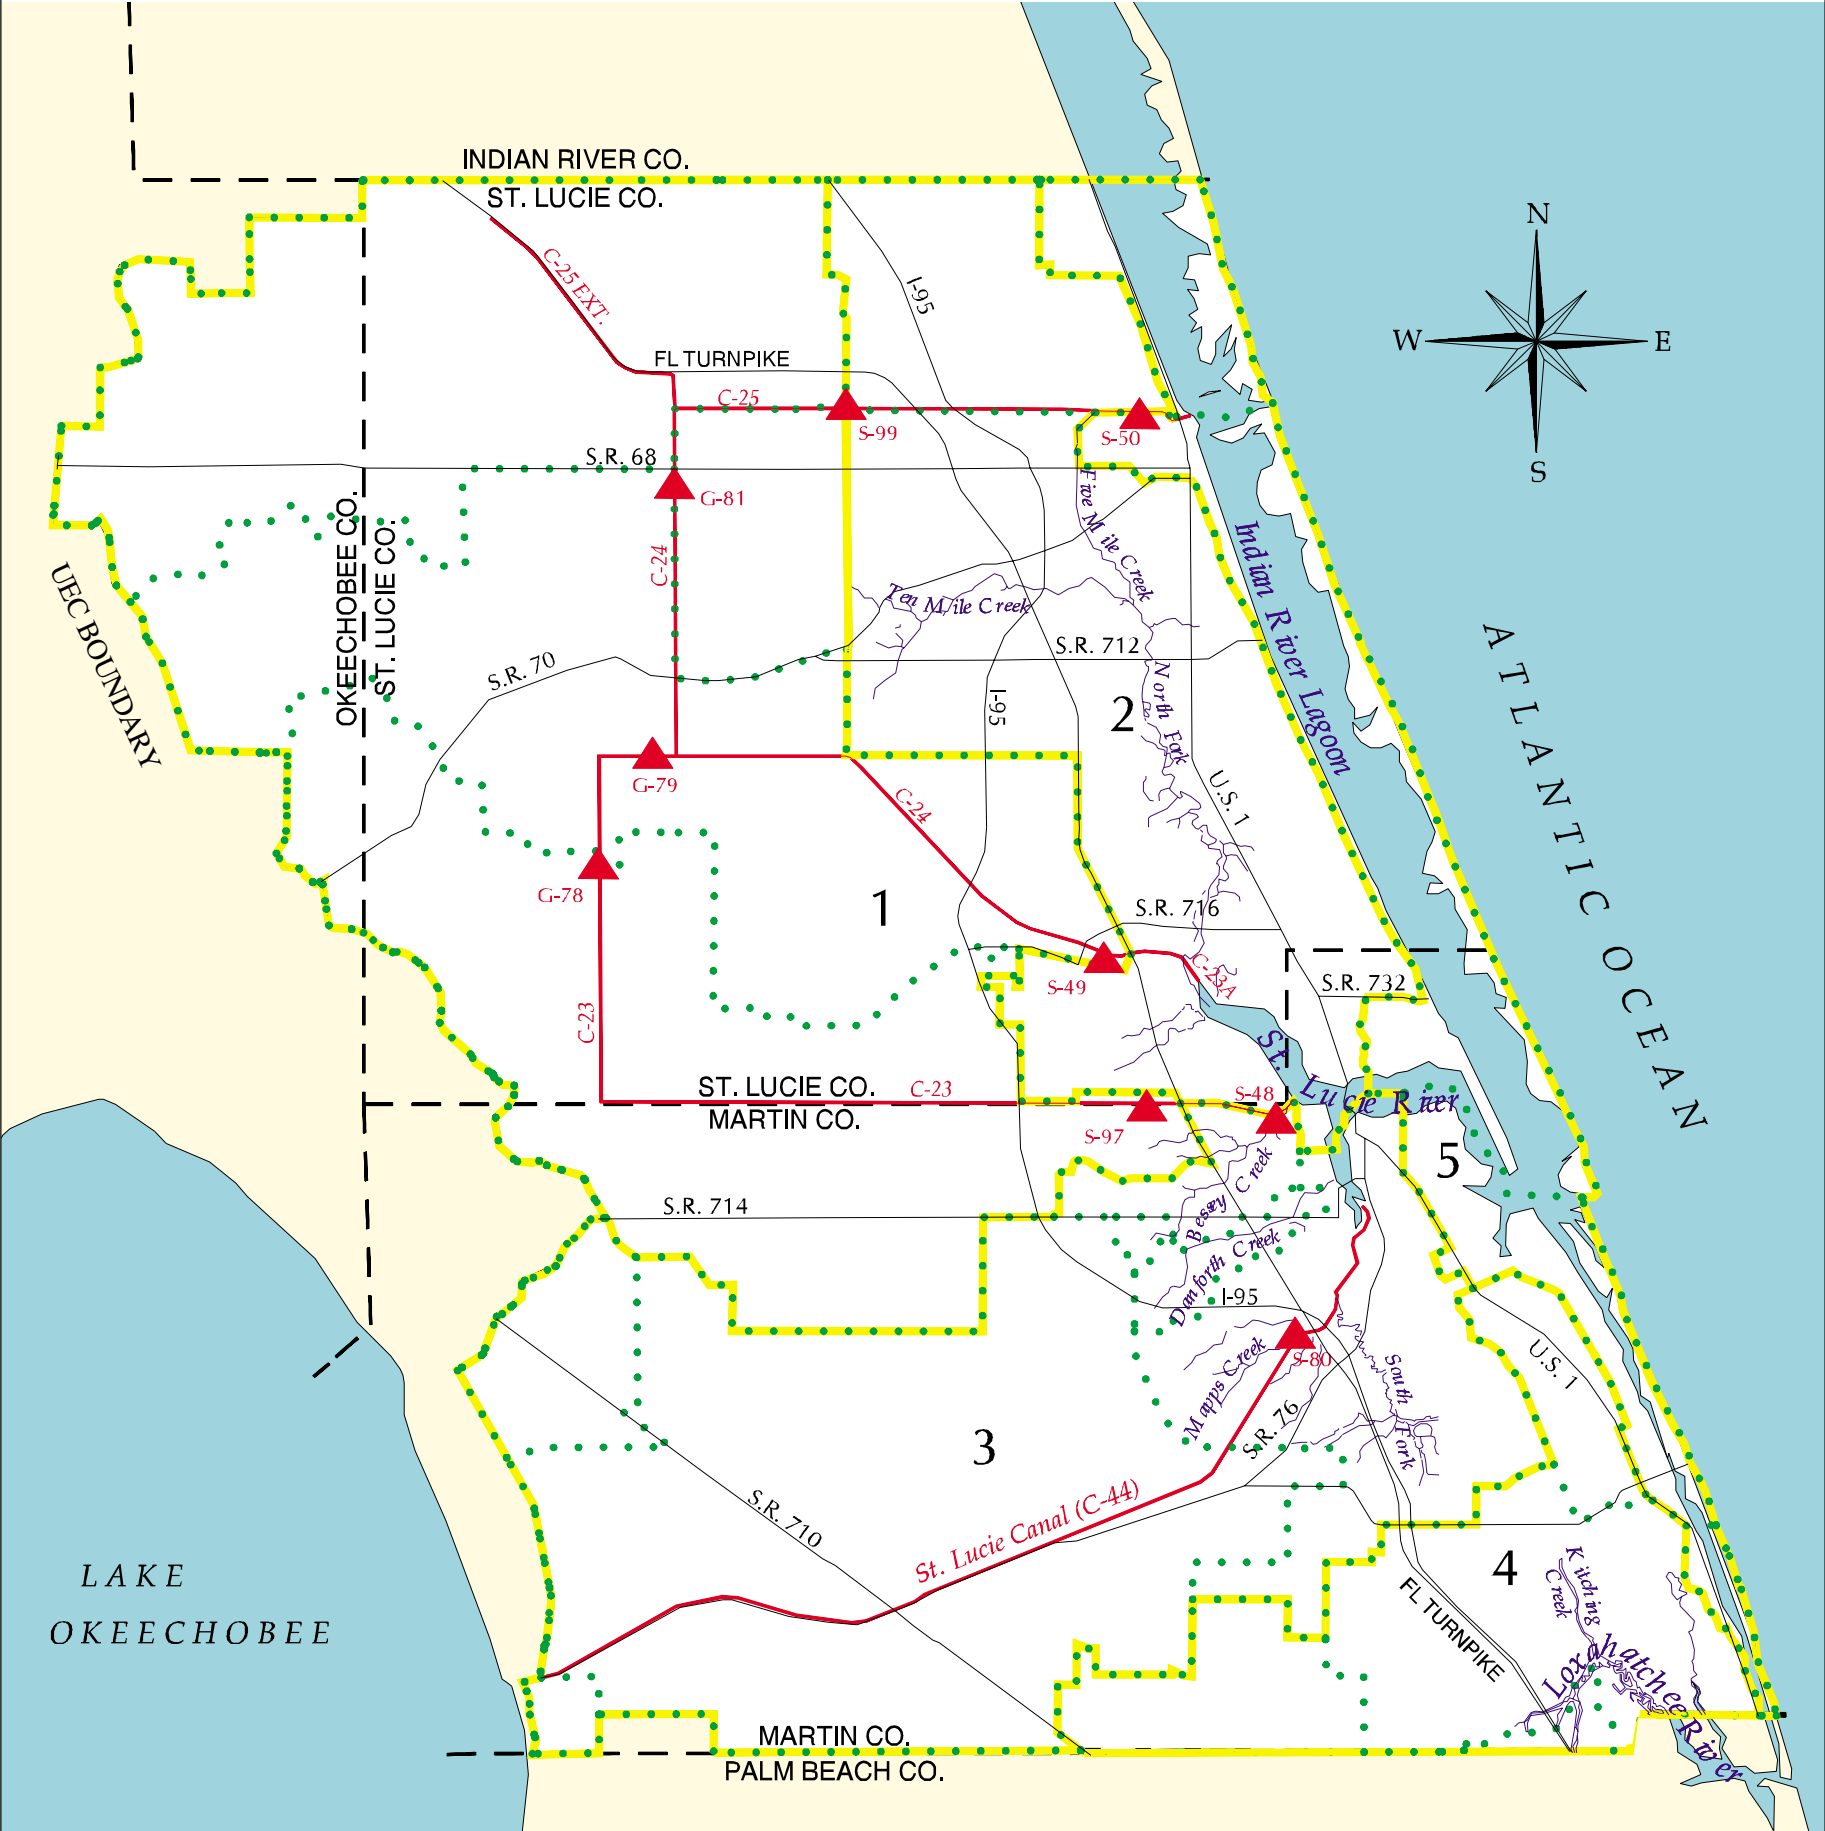 INDIAN RIVER CO.
ST. LUCIE CO.
N
W
E
S
C-25 EXT.
I-95
FL TURNPIKE
C-25
S-99
S-50
S.R. 68
G-81
Five Mile Creek
C-24
OKEECHOBEE CO.
ST. LUCIE CO.
UEC BOUNDARY
Indian River Lagoon
ATLANTIC OCEAN
Ten Mile Creek
S.R. 712
S.R. 70
North Fork
I-95
2
G-79
C-24
U.S. 1
G-78
1
S.R. 716
S-49
C-23A
S.R. 732
C-23
St. Lucie River
ST. LUCIE CO.
C-23
S-48
MARTIN CO.
S-97
5
Bessey Creek
S.R. 714
Danforth Creek
I-95
S-80
Mapps Creek
South Fork
U.S. 1
S.R. 76
3
S.R. 710
St. Lucie Canal (C-44)
4
Kitching
Creek
LAKE
OKEECHOBEE
FL TURNPIKE
Loxahatchee River
MARTIN CO.
PALM BEACH CO.